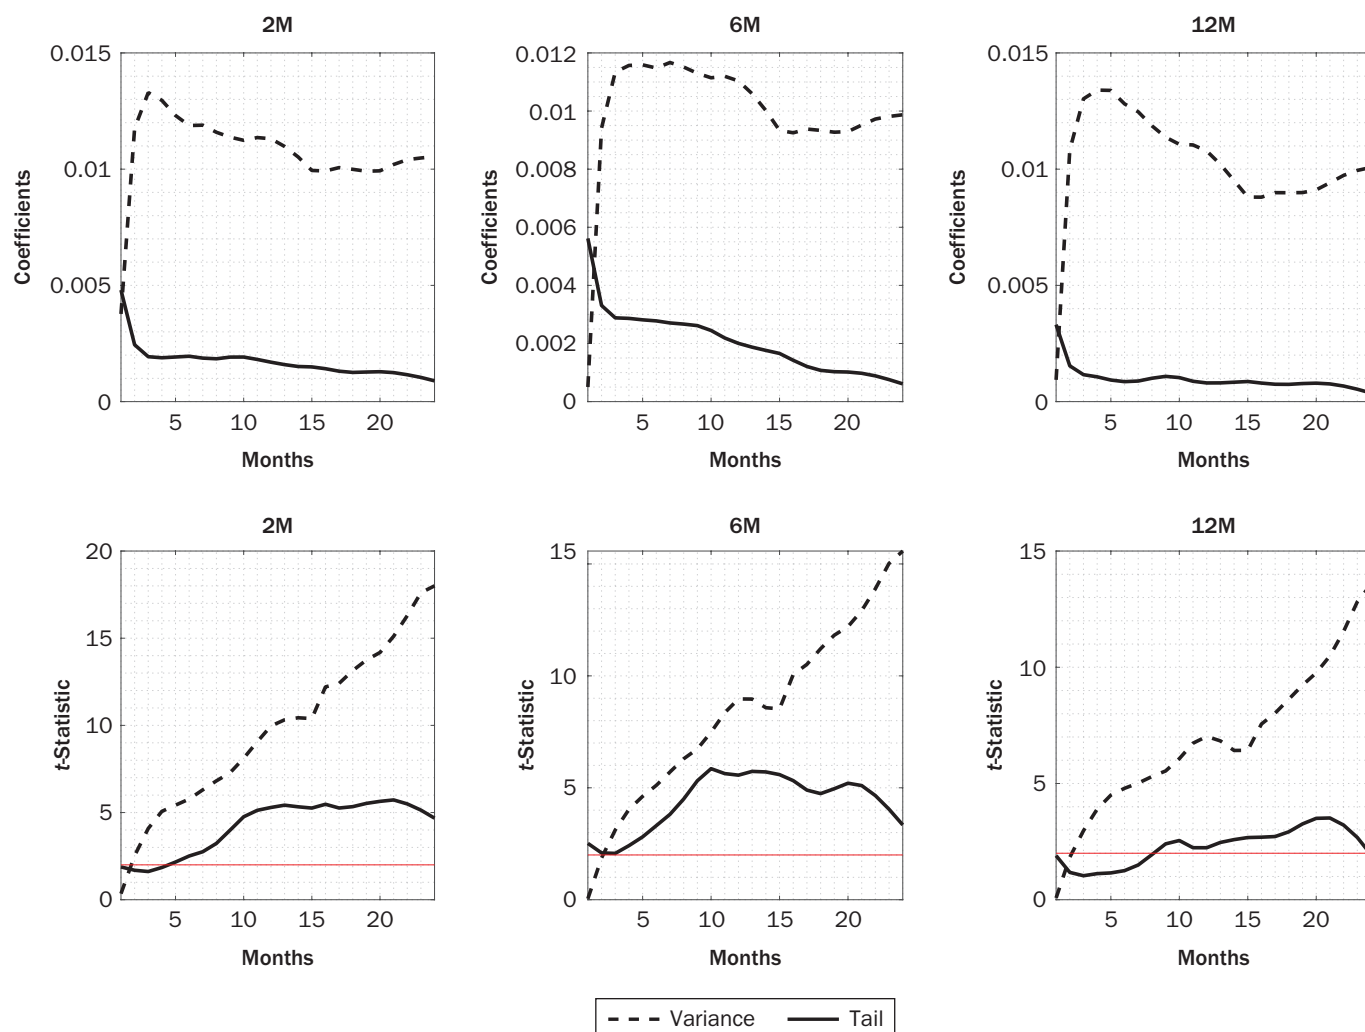 2M
6M
12M
0.015
0.01
0.005
0
Coefficients
5 10 15 20
Months
0.012
0.01
0.008
0.006
0.004
0.002
0
Coefficients
5 10 15 20
Months
0.015
0.01
0.005
0
Coefficients
5 10 15 20
Months
2M
6M
12M
20
15
10
5
0
t-Statistic
5 10 15 20
Months
15
10
5
0
t-Statistic
5 10 15 20
Months
15
10
5
0
t-Statistic
5 10 15 20
Months
Variance Tail